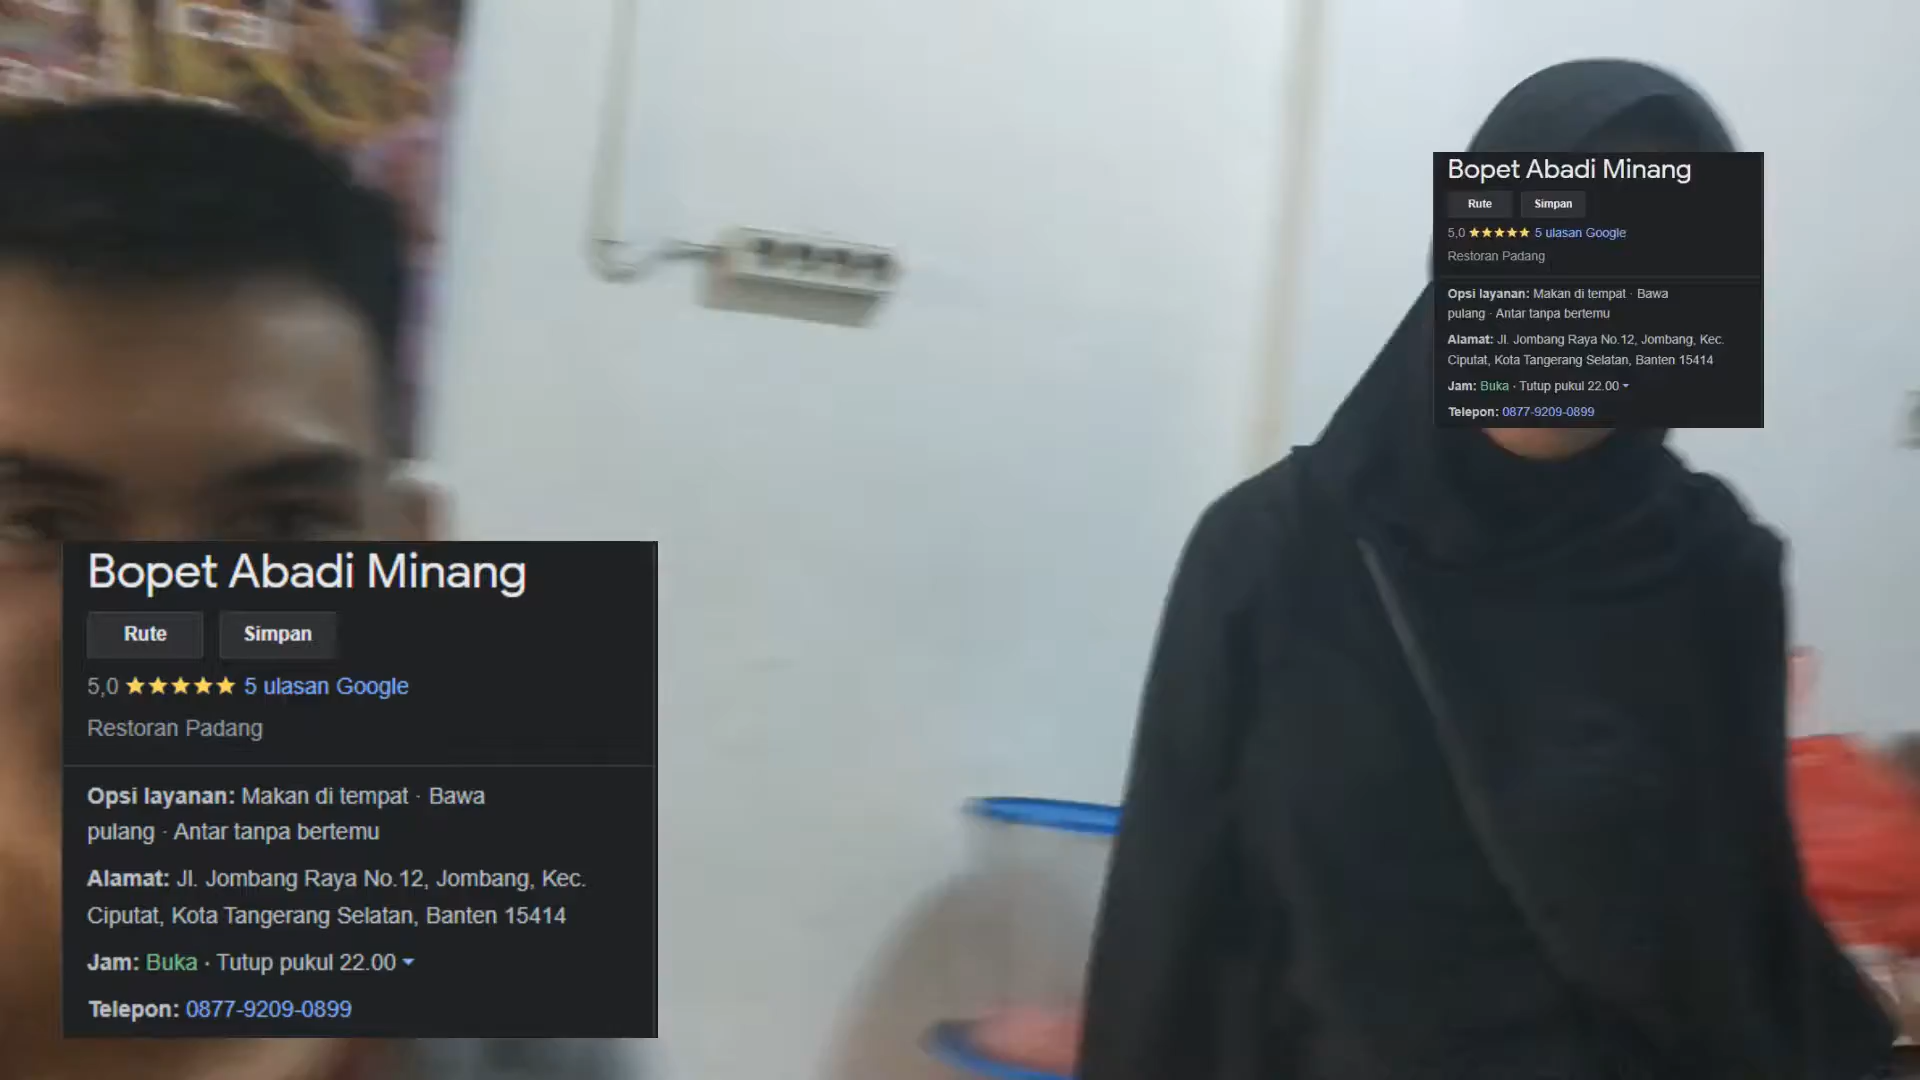 Bopet Abadi Minang
Rute Simpan
5,0 ★★★★★ 5 ulasan Google
Restoran Padang
Opsi layanan: Makan di tempat · Bawa
pulang · Antar tanpa bertemu
Alamat: Jl. Jombang Raya No.12, Jombang, Kec.
Ciputat, Kota Tangerang Selatan, Banten 15414
Jam: Buka · Tutup pukul 22.00
Telepon: 0877-9209-0899
Bopet Abadi Minang
Rute Simpan
5,0 ★★★★★ 5 ulasan Google
Restoran Padang
Opsi layanan: Makan di tempat · Bawa
pulang · Antar tanpa bertemu
Alamat: Jl. Jombang Raya No.12, Jombang, Kec.
Ciputat, Kota Tangerang Selatan, Banten 15414
Jam: Buka · Tutup pukul 22.00
Telepon: 0877-9209-0899